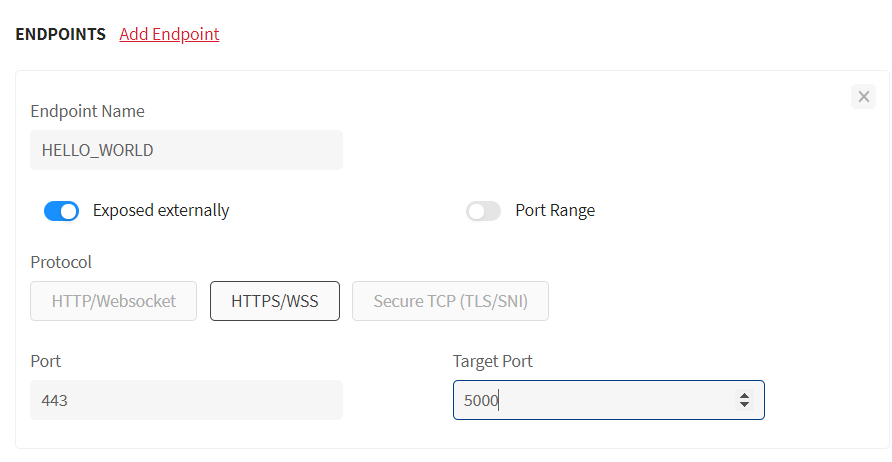 ENDPOINTS Add Endpoint
Endpoint Name
HELLO_WORLD
Exposed externally Port Range
Protocol
HTTP/Websocket HTTPS/WSS Secure TCP (TLS/SNI)
Port Target Port
443 5000